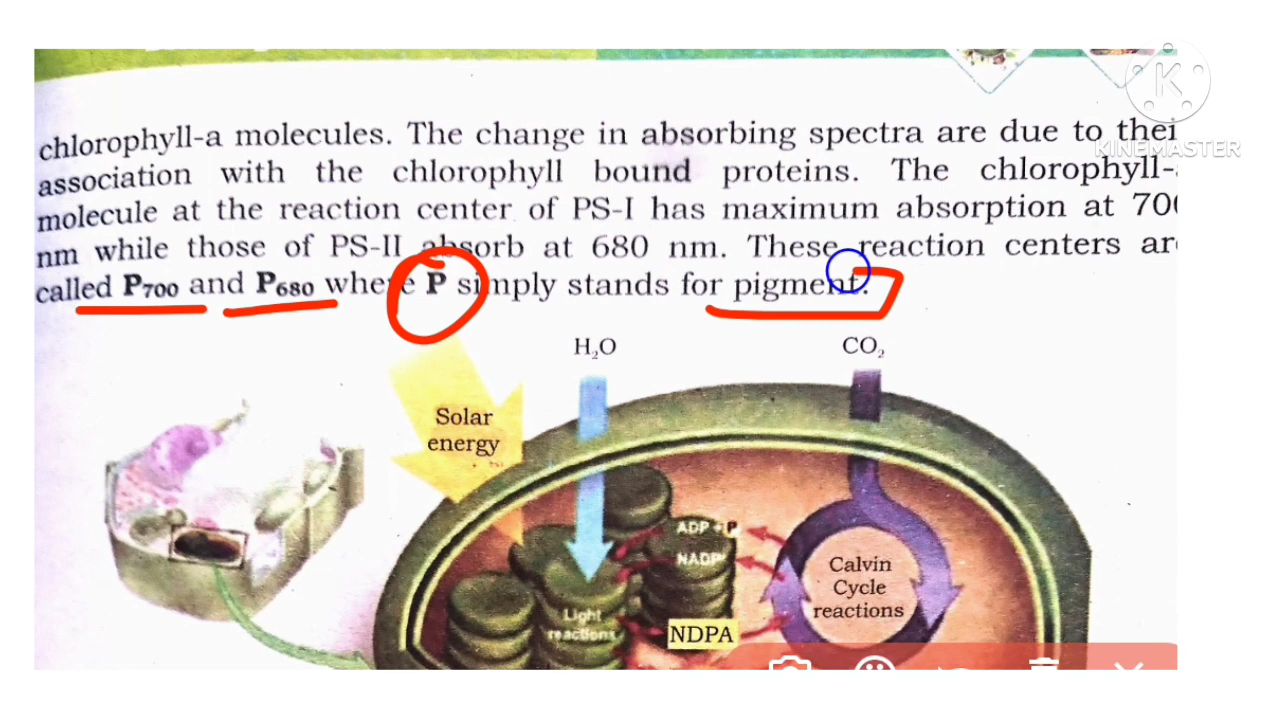 chlorophyll-a molecules. The change in absorbing spectra are due to thei
association with the chlorophyll bound proteins. The chlorophyll-
molecule at the reaction center of PS-I has maximum absorption at 700
nm while those of PS-II absorb at 680 nm. These reaction centers ar
called P700 and P680 where P simply stands for pigment.
KINEMASTER
H2O
CO2
Solar
energy
ADP + P
NADP
Calvin
Cycle
reactions
Light
reactions
NDPA